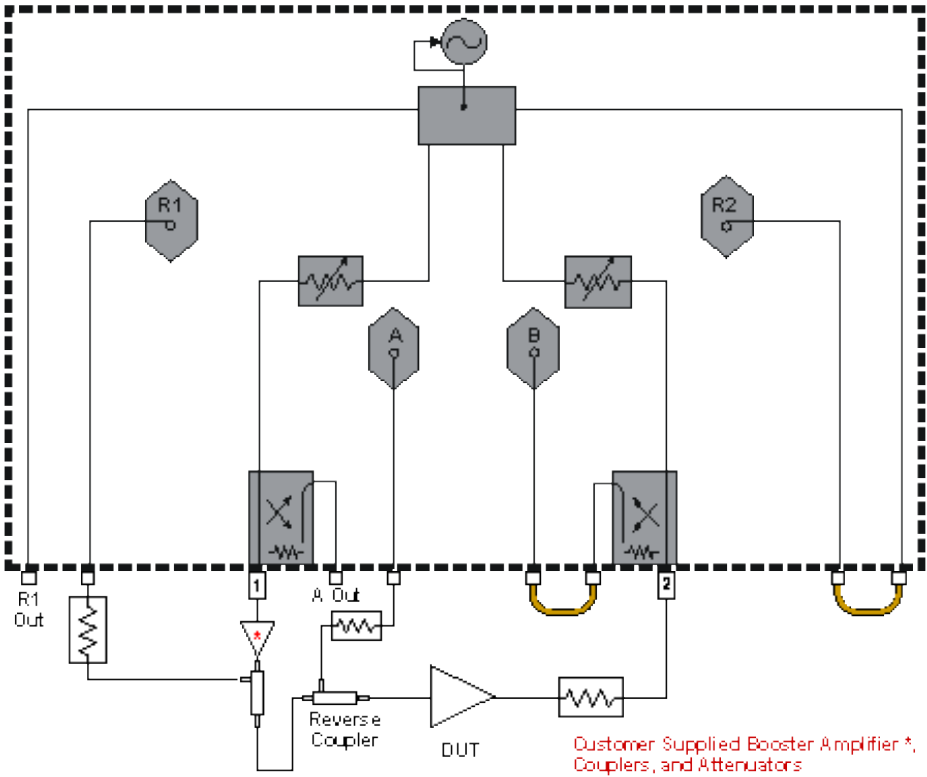 R1
R2
A
B
1
2
R1
Out
A Out
*
Reverse
Coupler
DUT
Customer Supplied Booster Amplifier *,
Couplers, and Attenuators